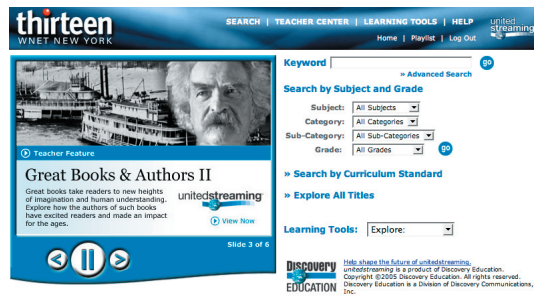 thirteen
WNET NEW YORK
SEARCH | TEACHER CENTER | LEARNING TOOLS | HELP
Home | Playlist | Log Out
united
streaming
Teacher Feature
Great Books & Authors II
Great books take readers to new heights
of imagination and human understanding.
Explore how the authors of such books
have excited readers and made an impact
for the ages.
unitedstreaming
View Now
Slide 3 of 6
Keyword
go
» Advanced Search
Search by Subject and Grade
Subject: All Subjects
Category: All Categories
Sub-Category: All Sub-Categories
Grade: All Grades
go
» Search by Curriculum Standard
» Explore All Titles
Learning Tools: Explore:
Discovery
EDUCATION
Help shape the future of unitedstreaming.
unitedstreaming is a product of Discovery Education.
Copyright ©2005 Discovery Education. All rights reserved.
Discovery Education is a Division of Discovery Communications,
Inc.